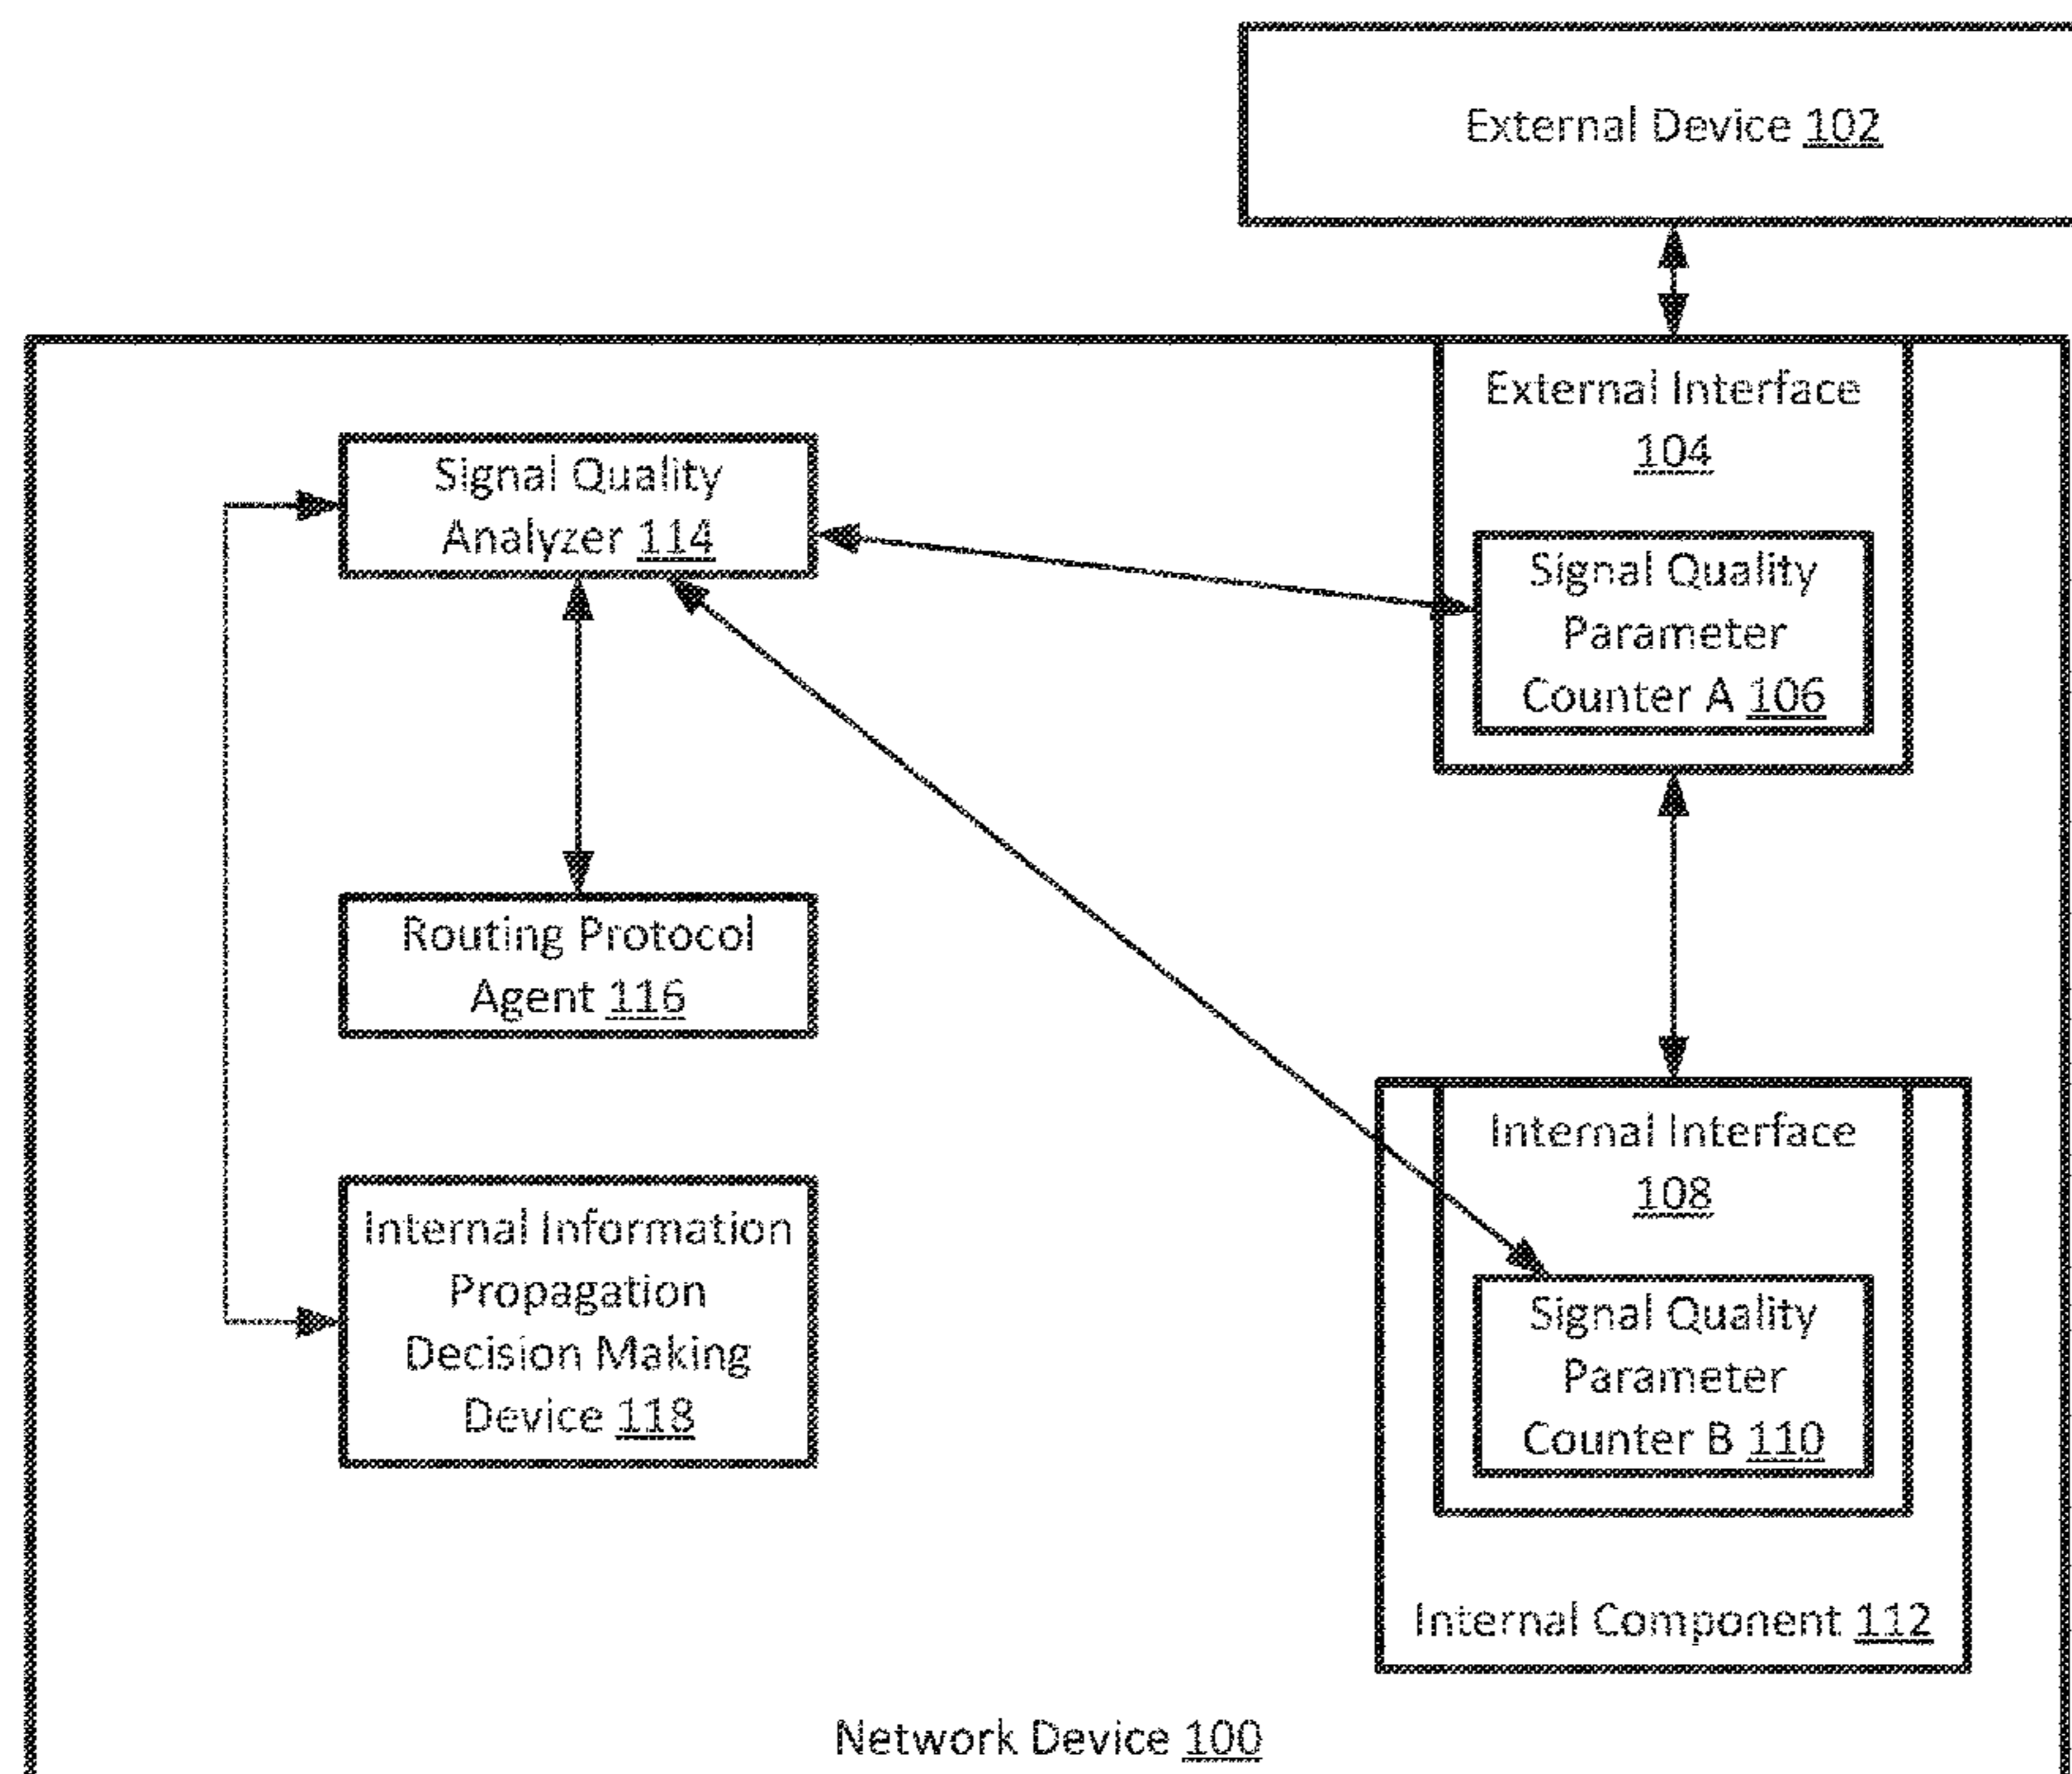 External Device 102
External Interface
104
Signal Quality
Parameter
Counter A 106
Signal Quality
Analyzer 114
Routing Protocol
Agent 116
Internal Information
Propagation
Decision Making
Device 118
Internal Interface
108
Signal Quality
Parameter
Counter B 110
Internal Component 112
Network Device 100